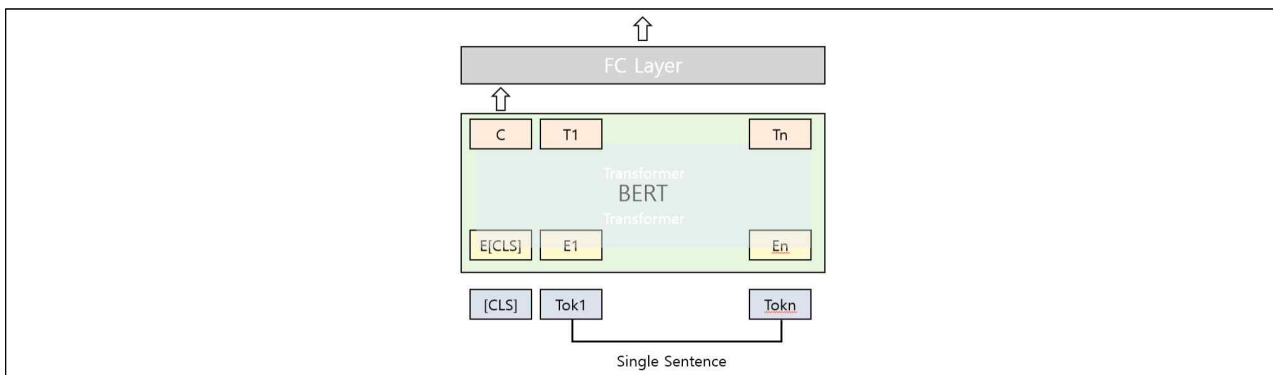 FC Layer
C T1 Tn
Transformer
BERT
Transformer
E[CLS] E1 En
[CLS] Tok1 Tokn
Single Sentence